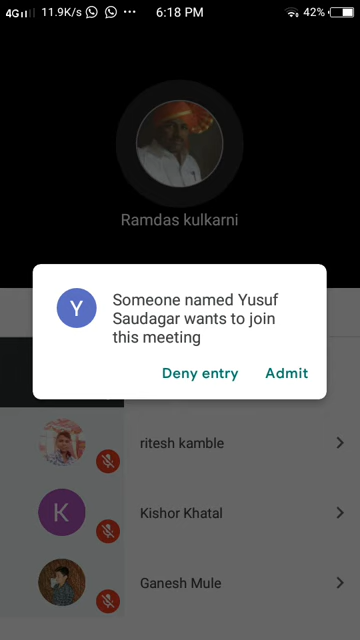 4G 11.9K/s ... 6:18 PM 42%
Ramdas kulkarni
Y
Someone named Yusuf
Saudagar wants to join
this meeting
Deny entry Admit
ritesh kamble
K
Kishor Khatal
Ganesh Mule